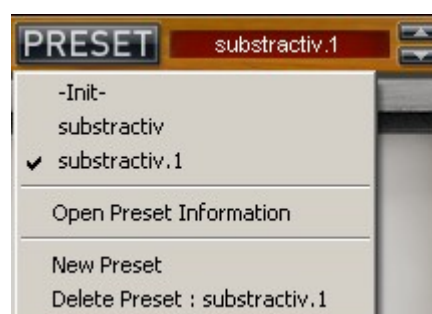 PRESET substractiv.1
-Init-
substractiv
substractiv.1
Open Preset Information
New Preset
Delete Preset : substractiv.1